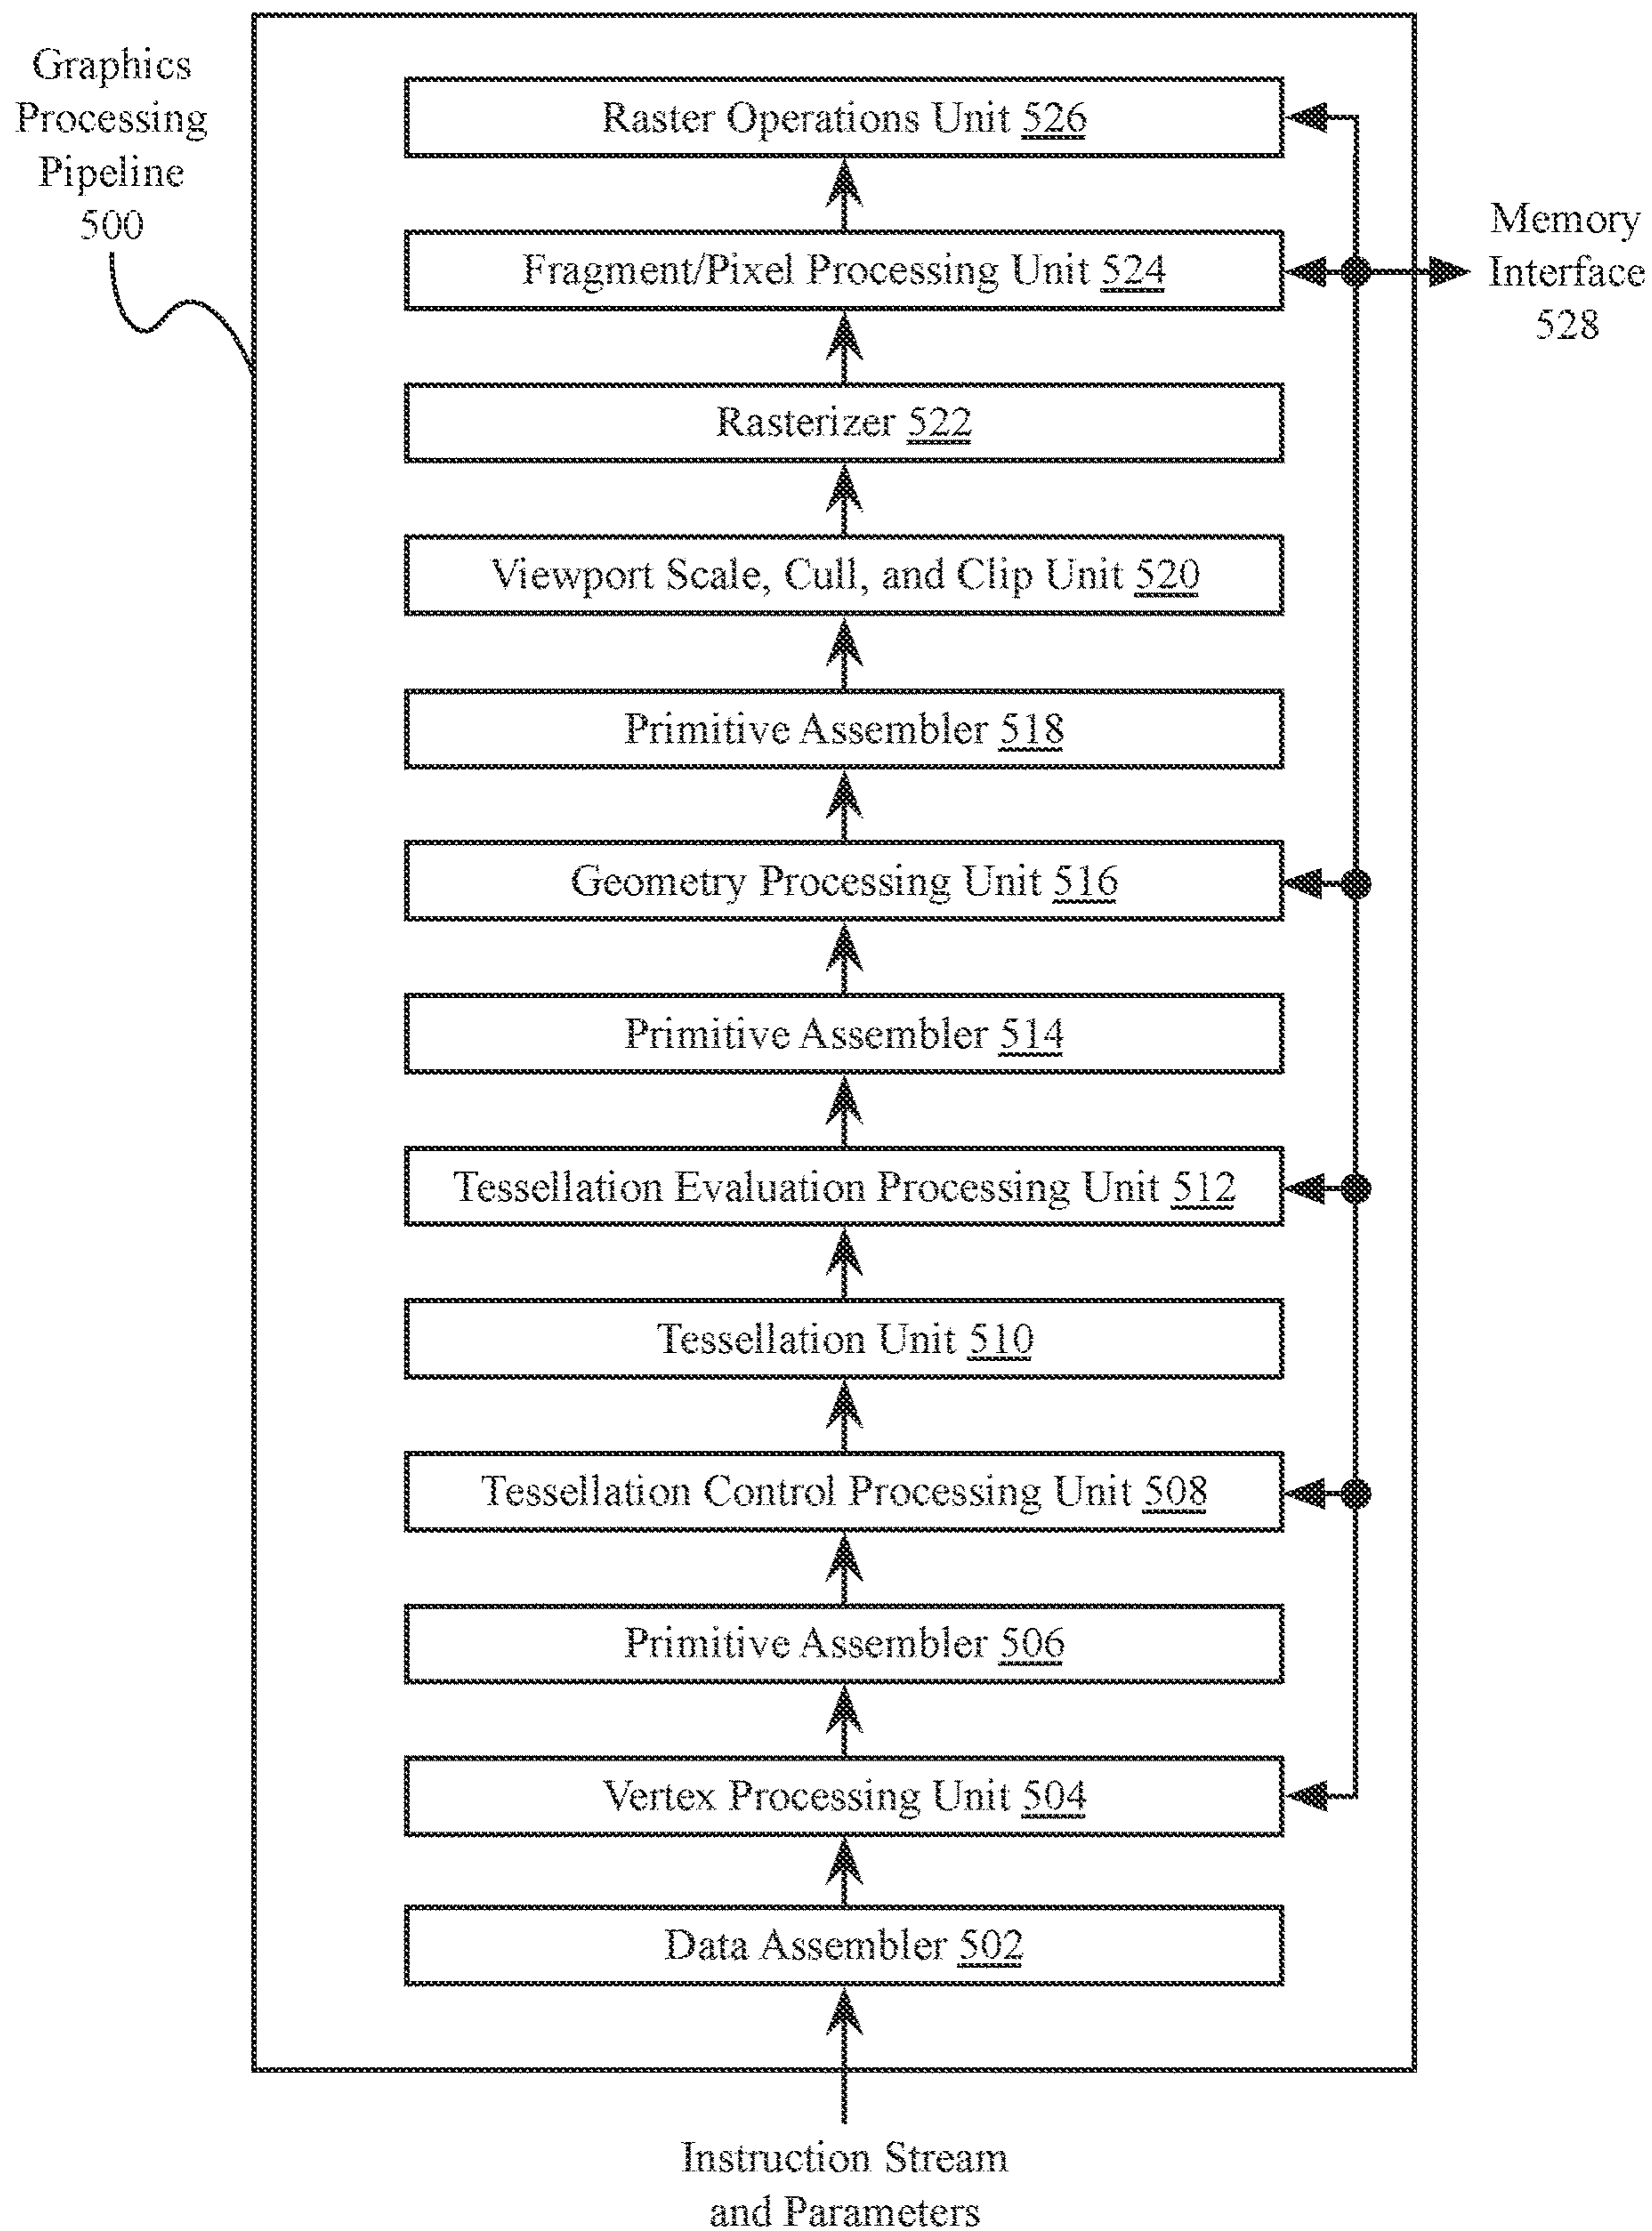 Graphics
Processing
Pipeline
500
Raster Operations Unit 526
Fragment/Pixel Processing Unit 524
Memory
Interface
528
Rasterizer 522
Viewport Scale, Cull, and Clip Unit 520
Primitive Assembler 518
Geometry Processing Unit 516
Primitive Assembler 514
Tessellation Evaluation Processing Unit 512
Tessellation Unit 510
Tessellation Control Processing Unit 508
Primitive Assembler 506
Vertex Processing Unit 504
Data Assembler 502
Instruction Stream
and Parameters